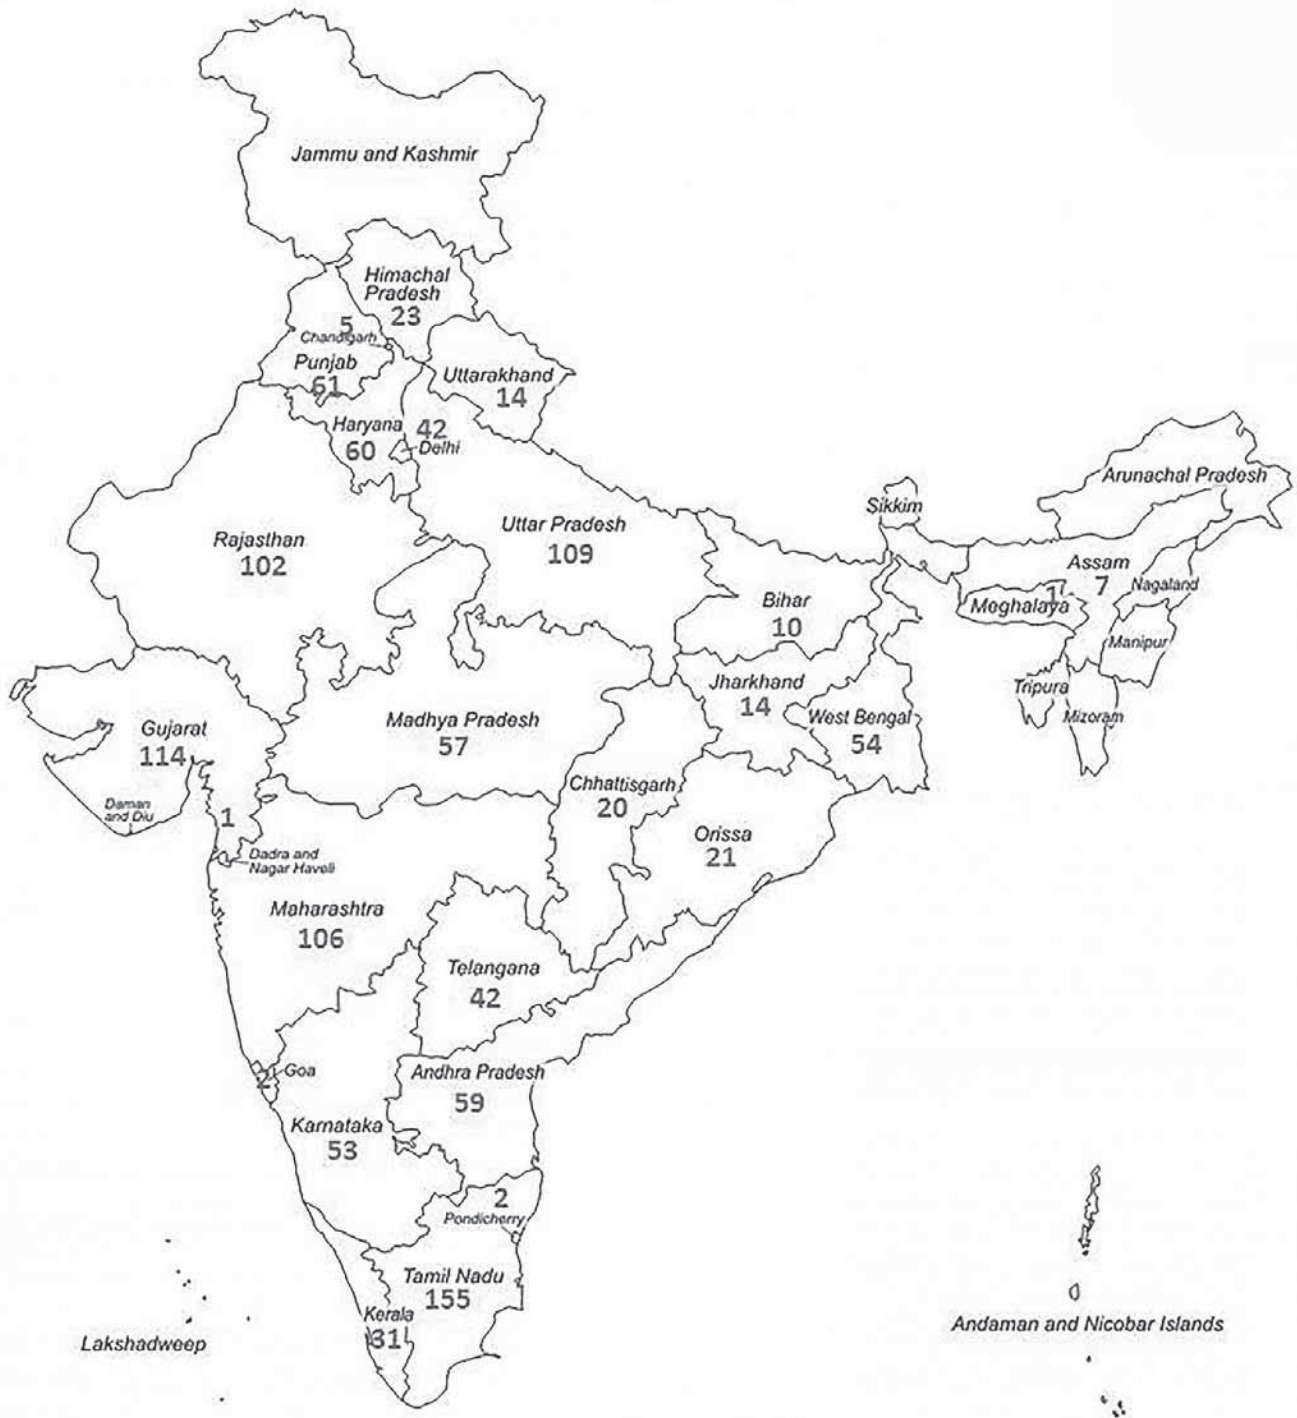 Jammu and Kashmir
Himachal
Pradesh
23
5
Chandigarh
Punjab
61
Uttarakhand
14
Haryana
60
42
Delhi
Arunachal Pradesh
Sikkim
Rajasthan
102
Uttar Pradesh
109
Assam
7
Nagaland
Meghalaya
1
Bihar
10
Manipur
Jharkhand
14
Tripura
Mizoram
West Bengal
54
Gujarat
114
Madhya Pradesh
57
Chhattisgarh
20
Daman
and Diu
1
Orissa
21
Dadra and
Nagar Haveli
Maharashtra
106
Telangana
42
Goa
2
Andhra Pradesh
59
Karnataka
53
2
Pondicherry
Tamil Nadu
155
Kerala
31
Lakshadweep
Andaman and Nicobar Islands